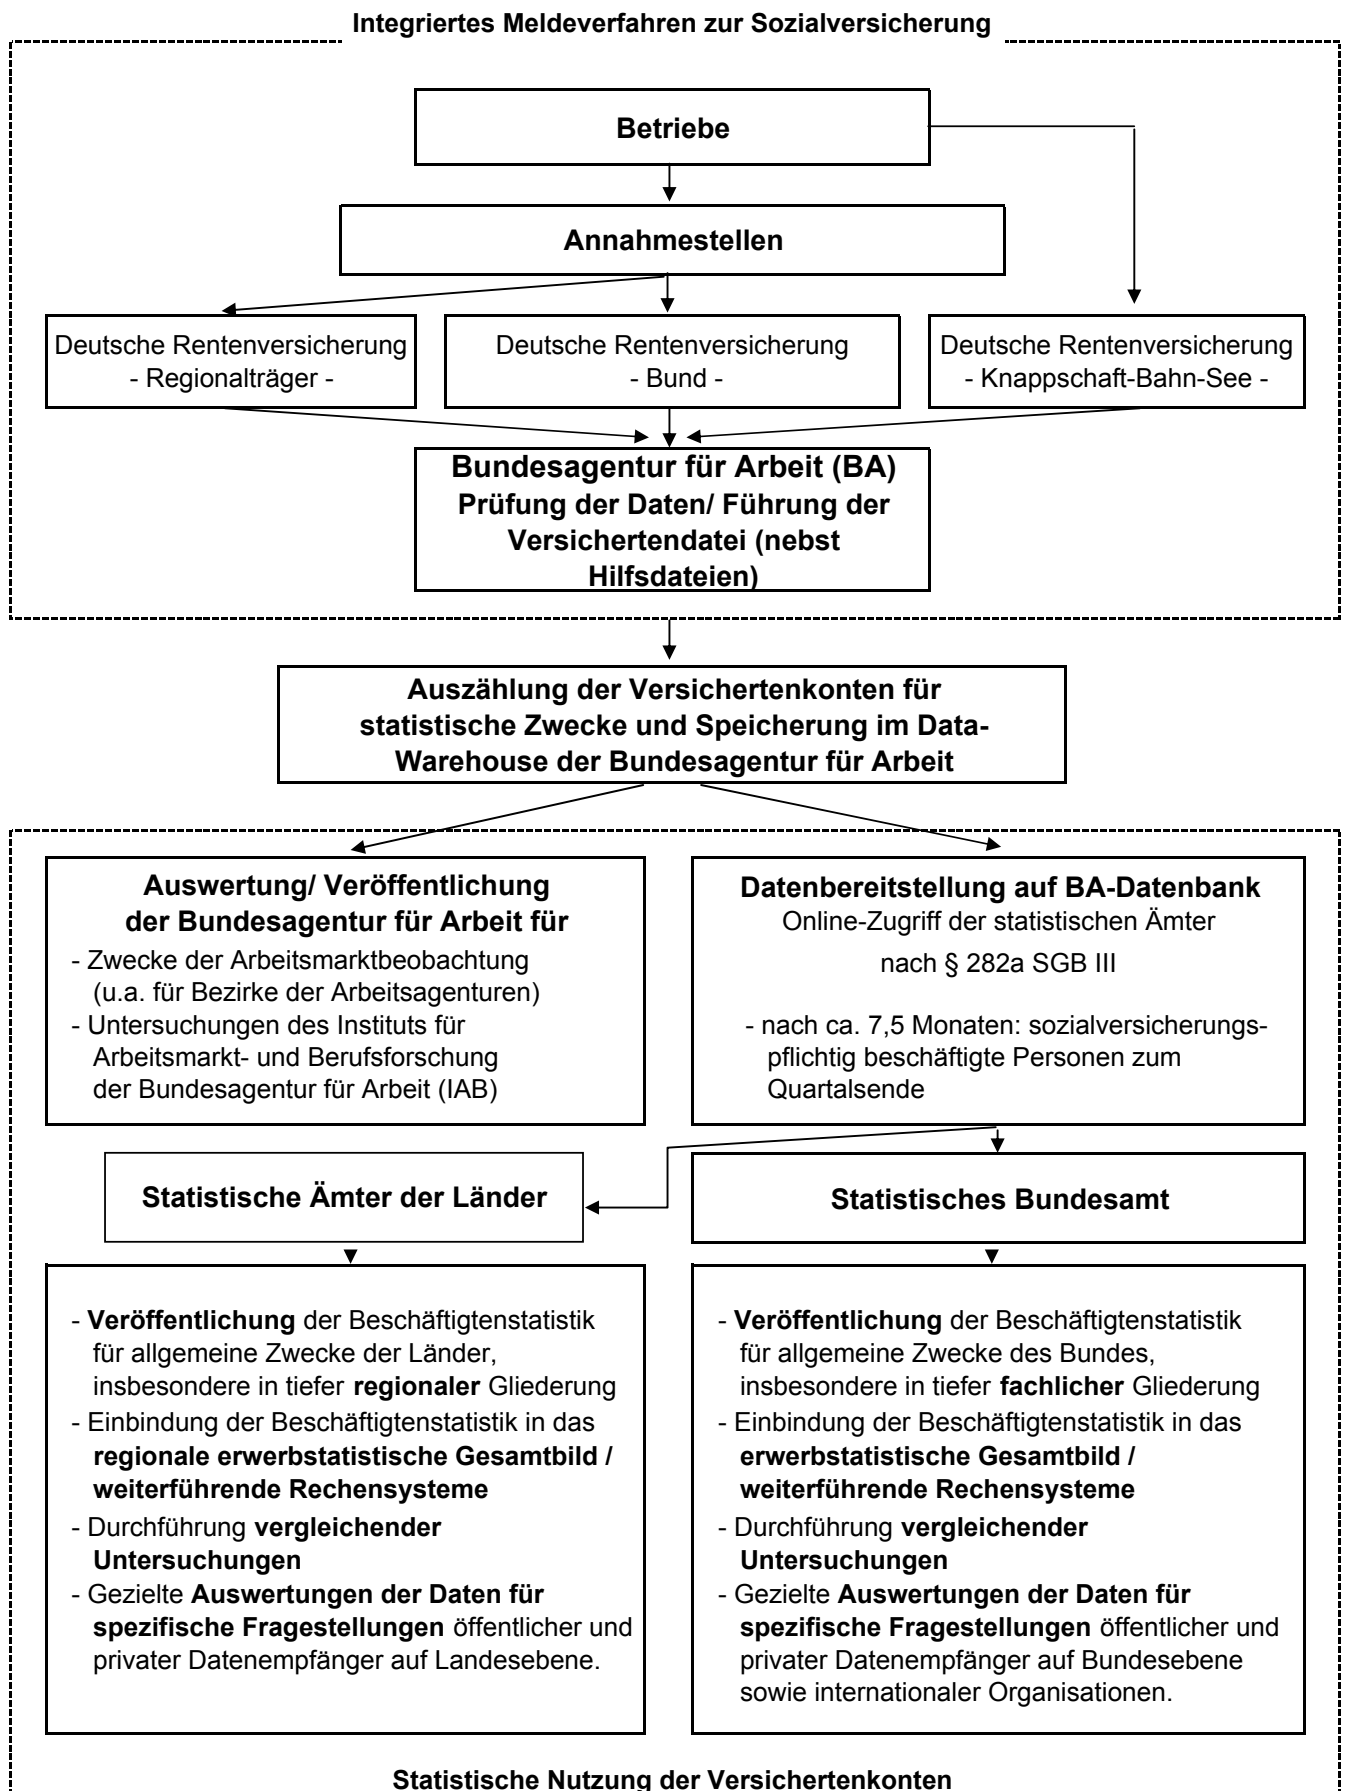 Integriertes Meldeverfahren zur Sozialversicherung
Betriebe
Annahmestellen
Deutsche Rentenversicherung
- Regionalträger -
Deutsche Rentenversicherung
- Bund -
Deutsche Rentenversicherung
- Knappschaft-Bahn-See -
Bundesagentur für Arbeit (BA)
Prüfung der Daten/ Führung der
Versichertendatei (nebst
Hilfsdateien)
Auszählung der Versichertenkonten für
statistische Zwecke und Speicherung im Data-
Warehouse der Bundesagentur für Arbeit
Auswertung/ Veröffentlichung
der Bundesagentur für Arbeit für
- Zwecke der Arbeitsmarktbeobachtung
(u.a. für Bezirke der Arbeitsagenturen)
- Untersuchungen des Instituts für
Arbeitsmarkt- und Berufsforschung
der Bundesagentur für Arbeit (IAB)
Datenbereitstellung auf BA-Datenbank
Online-Zugriff der statistischen Ämter
nach § 282a SGB III
- nach ca. 7,5 Monaten: sozialversicherungs-
pflichtig beschäftigte Personen zum
Quartalsende
Statistische Ämter der Länder
Statistisches Bundesamt
- Veröffentlichung der Beschäftigtenstatistik
für allgemeine Zwecke der Länder,
insbesondere in tiefer regionaler Gliederung
- Einbindung der Beschäftigtenstatistik in das
regionale erwerbstatistische Gesamtbild /
weiterführende Rechensysteme
- Durchführung vergleichender
Untersuchungen
- Gezielte Auswertungen der Daten für
spezifische Fragestellungen öffentlicher und
privater Datenempfänger auf Landesebene.
- Veröffentlichung der Beschäftigtenstatistik
für allgemeine Zwecke des Bundes,
insbesondere in tiefer fachlicher Gliederung
- Einbindung der Beschäftigtenstatistik in das
erwerbstatistische Gesamtbild /
weiterführende Rechensysteme
- Durchführung vergleichender
Untersuchungen
- Gezielte Auswertungen der Daten für
spezifische Fragestellungen öffentlicher und
privater Datenempfänger auf Bundesebene
sowie internationaler Organisationen.
Statistische Nutzung der Versichertenkonten